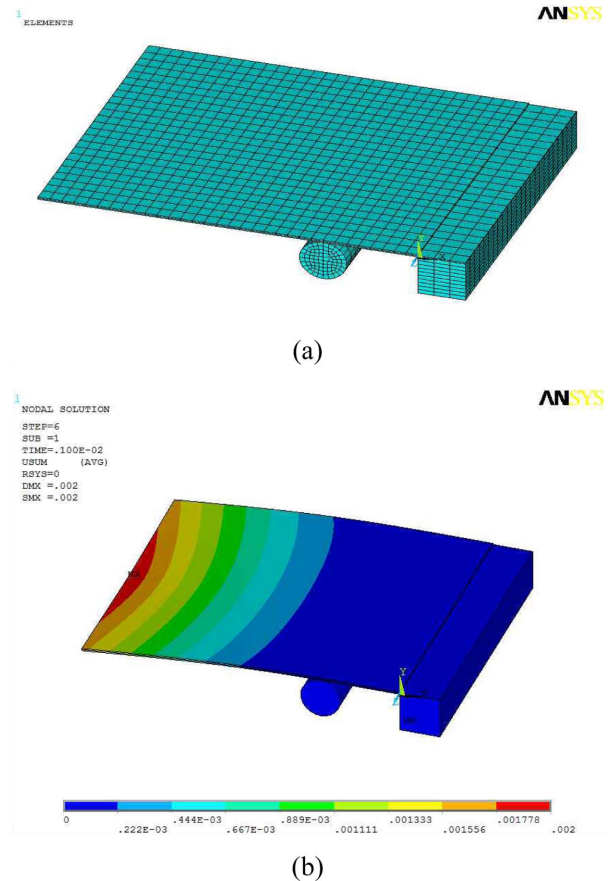 1
ELEMENTS
ANSYS
Y
Z
X
(a)
1
NODAL SOLUTION
ANSYS
STEP=6
SUB =1
TIME=.100E-02
USUM (AVG)
RSYS=0
DMX =.002
SMX =.002
MX
Y
Z
0 .444E-03 .889E-03 .001333 .001778
.222E-03 .667E-03 .001111 .001556 .002
(b)